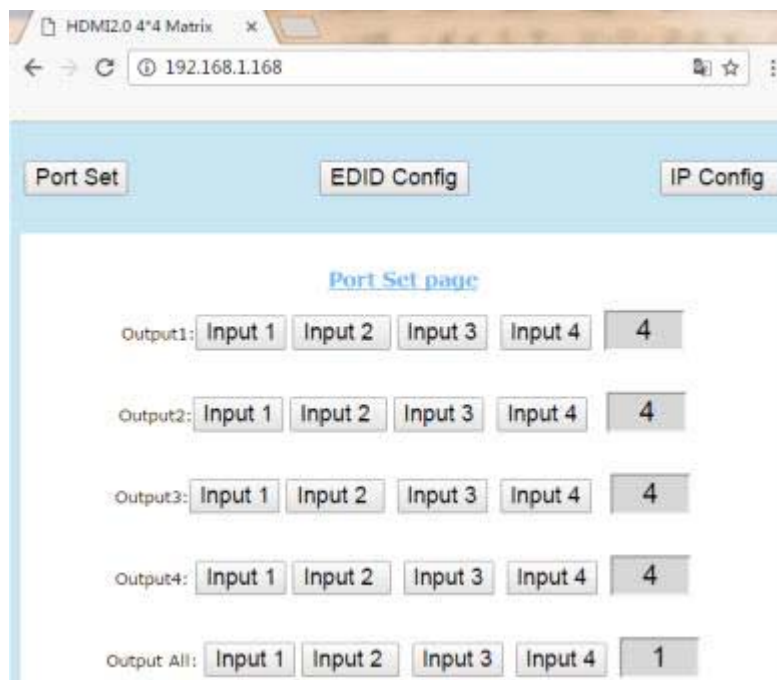 HDMI2.0 4*4 Matrix
192.168.1.168
Port Set EDID Config IP Config
Port Set page
Output1: Input 1 Input 2 Input 3 Input 4 4
Output2: Input 1 Input 2 Input 3 Input 4 4
Output3: Input 1 Input 2 Input 3 Input 4 4
Output4: Input 1 Input 2 Input 3 Input 4 4
Output All: Input 1 Input 2 Input 3 Input 4 1